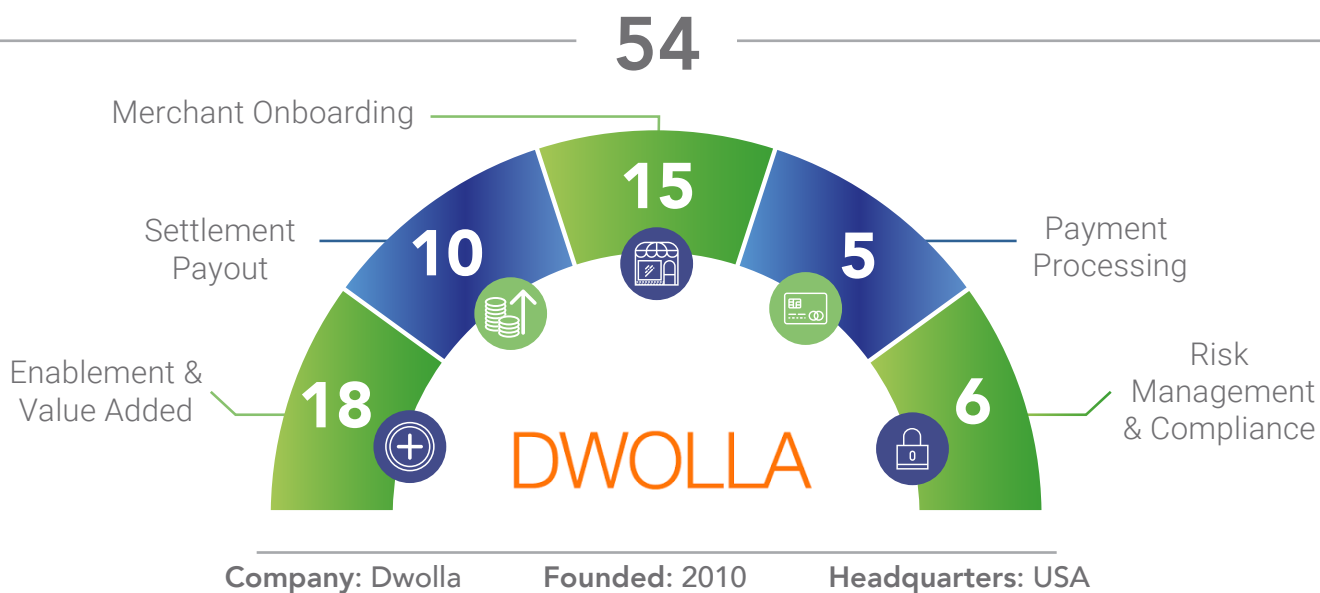 54
Merchant Onboarding
15
Settlement
Payout
10
5
Payment
Processing
Enablement &
Value Added
18
6
Risk
Management
& Compliance
DWOLLA
Company: Dwolla Founded: 2010 Headquarters: USA